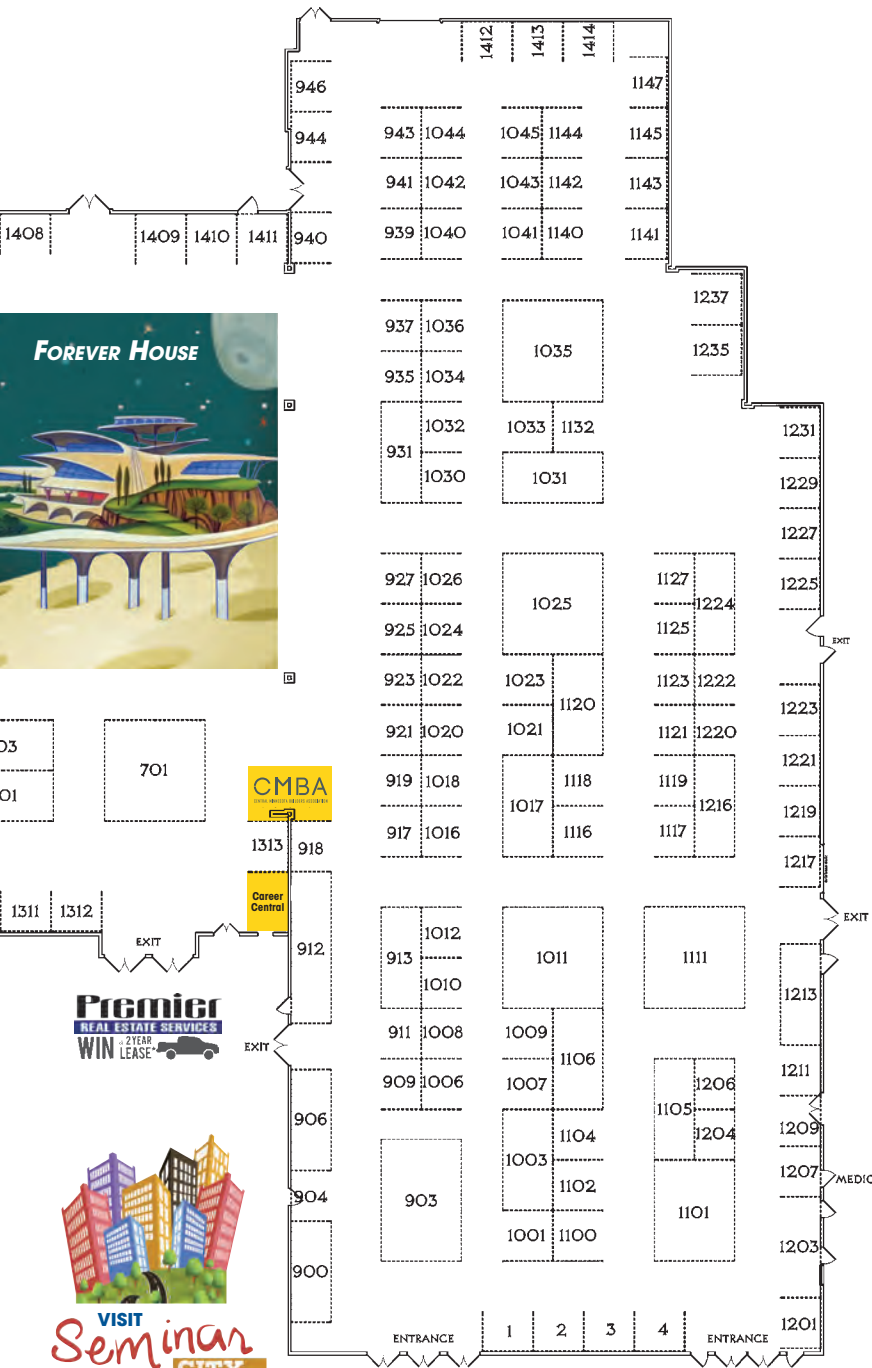 1412 1413 1414
946 1147
944 943 1044 1045 1144 1145
941 1042 1043 1142 1143
1408 1409 1410 1411 940 939 1040 1041 1140 1141
1237
FOREVER HOUSE
937 1036 1035 1235
935 1034
931 1032 1033 1132 1231
1030 1031 1229
1227
927 1026 1025 1127 1224 1225
925 1024 1125 EXIT
923 1022 1023 1120 1123 1222 1223
03 701 921 1020 1021 1121 1220 1221
01 CMBA 919 1018 1017 1118 1119 1216 1219
1313 918 917 1016 1116 1117 1217
1311 1312 Career
Central
EXIT 912 913 1012 1011 1111 EXIT
1010 1213
Premier
REAL ESTATE SERVICES
WIN a 2 YEAR
LEASE*
EXIT 911 1008 1009 1106 1211
909 1006 1007 1105 1206
906 1003 1104 1204 1209
904 903 1102 1101 1207 MEDIC
900 1001 1100 1203
VISIT
Seminar
CITY
ENTRANCE 1 2 3 4 ENTRANCE 1201